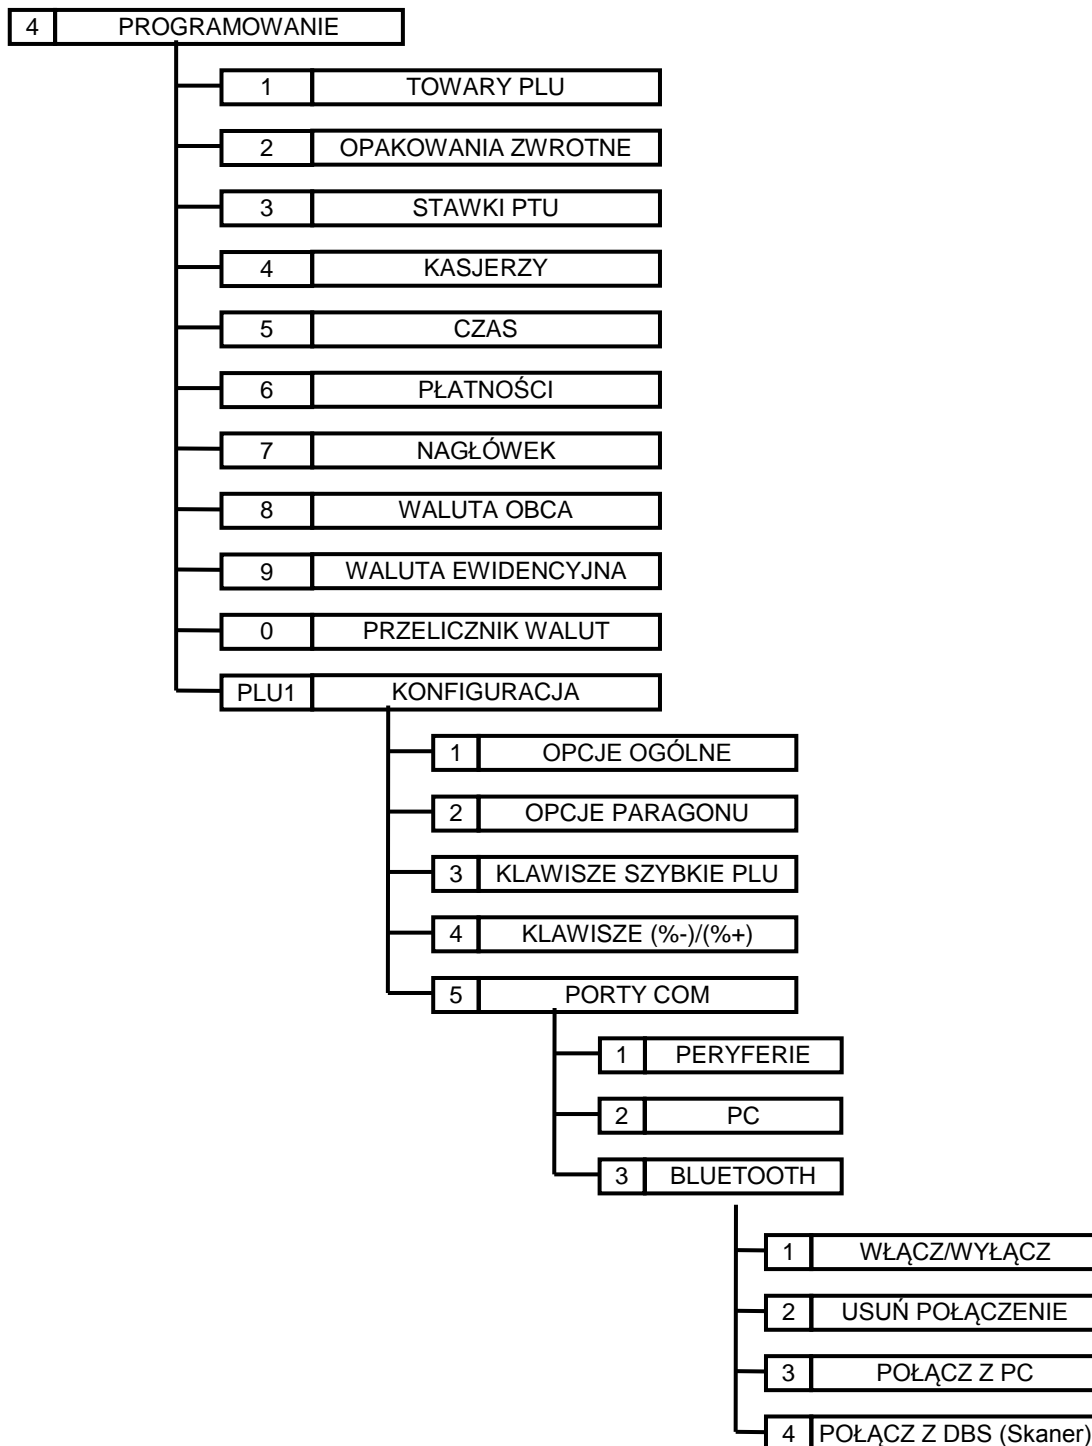 4 PROGRAMOWANIE
1 TOWARY PLU
2 OPAKOWANIA ZWROTNE
3 STAWKI PTU
4 KASJERZY
5 CZAS
6 PŁATNOŚCI
7 NAGŁÓWEK
8 WALUTA OBCA
9 WALUTA EWIDENCYJNA
0 PRZELICZNIK WALUT
PLU1 KONFIGURACJA
1 OPCJE OGÓLNE
2 OPCJE PARAGONU
3 KLAWISZE SZYBKIE PLU
4 KLAWISZE (%-)/(%+)
5 PORTY COM
1 PERYFERIE
2 PC
3 BLUETOOTH
1 WŁĄCZ/WYŁĄCZ
2 USUŃ POŁĄCZENIE
3 POŁĄCZ Z PC
4 POŁĄCZ Z DBS (Skaner)